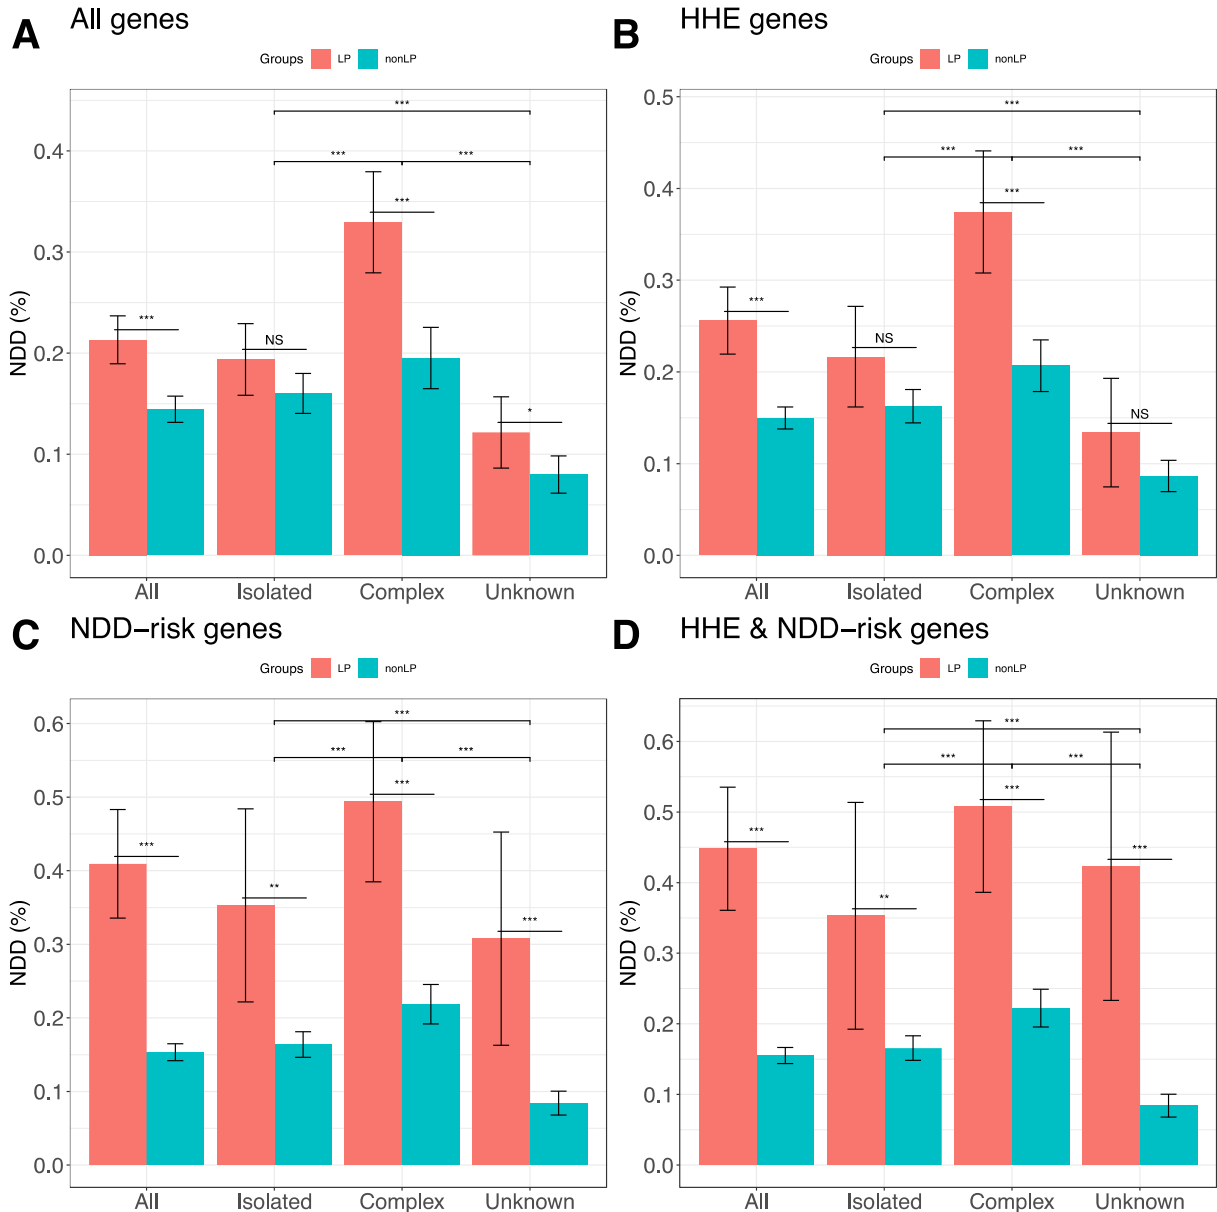 A All genes
Groups LP nonLP
NDD (%)
0.4
0.3
0.2
0.1
0.0
***
*** ***
***
***
NS
*
All Isolated Complex Unknown
B HHE genes
Groups LP nonLP
NDD (%)
0.5
0.4
0.3
0.2
0.1
0.0
***
*** ***
***
***
NS
NS
All Isolated Complex Unknown
C NDD–risk genes
Groups LP nonLP
NDD (%)
0.6
0.5
0.4
0.3
0.2
0.1
0.0
***
*** ***
***
***
**
***
All Isolated Complex Unknown
D HHE & NDD–risk genes
Groups LP nonLP
NDD (%)
0.6
0.5
0.4
0.3
0.2
0.1
0.0
***
*** ***
***
***
**
***
All Isolated Complex Unknown